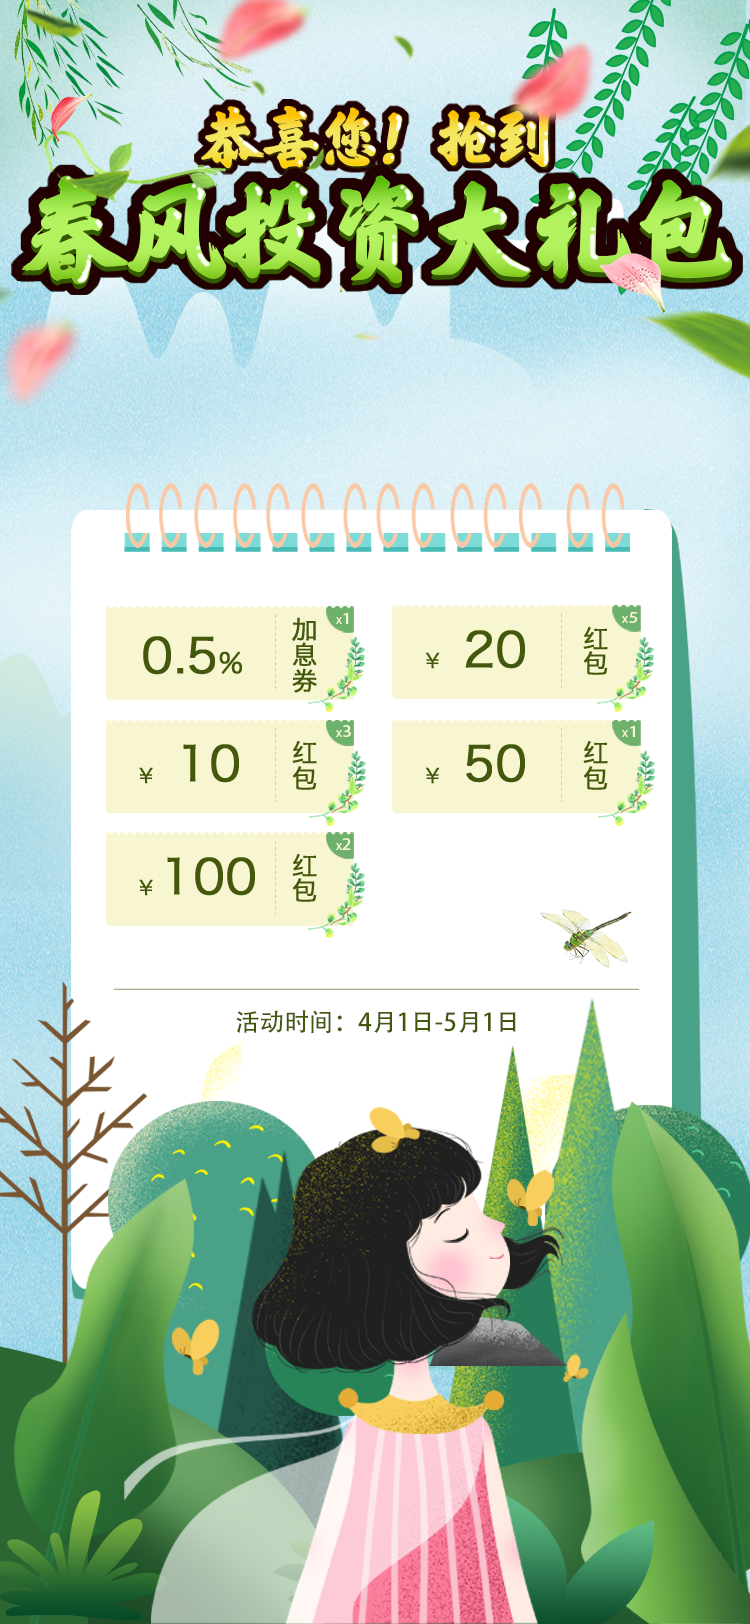 恭喜您！抢到
春风投资大礼包
0.5% 加息券 x1
¥ 20 红包 x5
¥ 10 红包 x3
¥ 50 红包 x1
¥ 100 红包 x2
活动时间：4月1日-5月1日